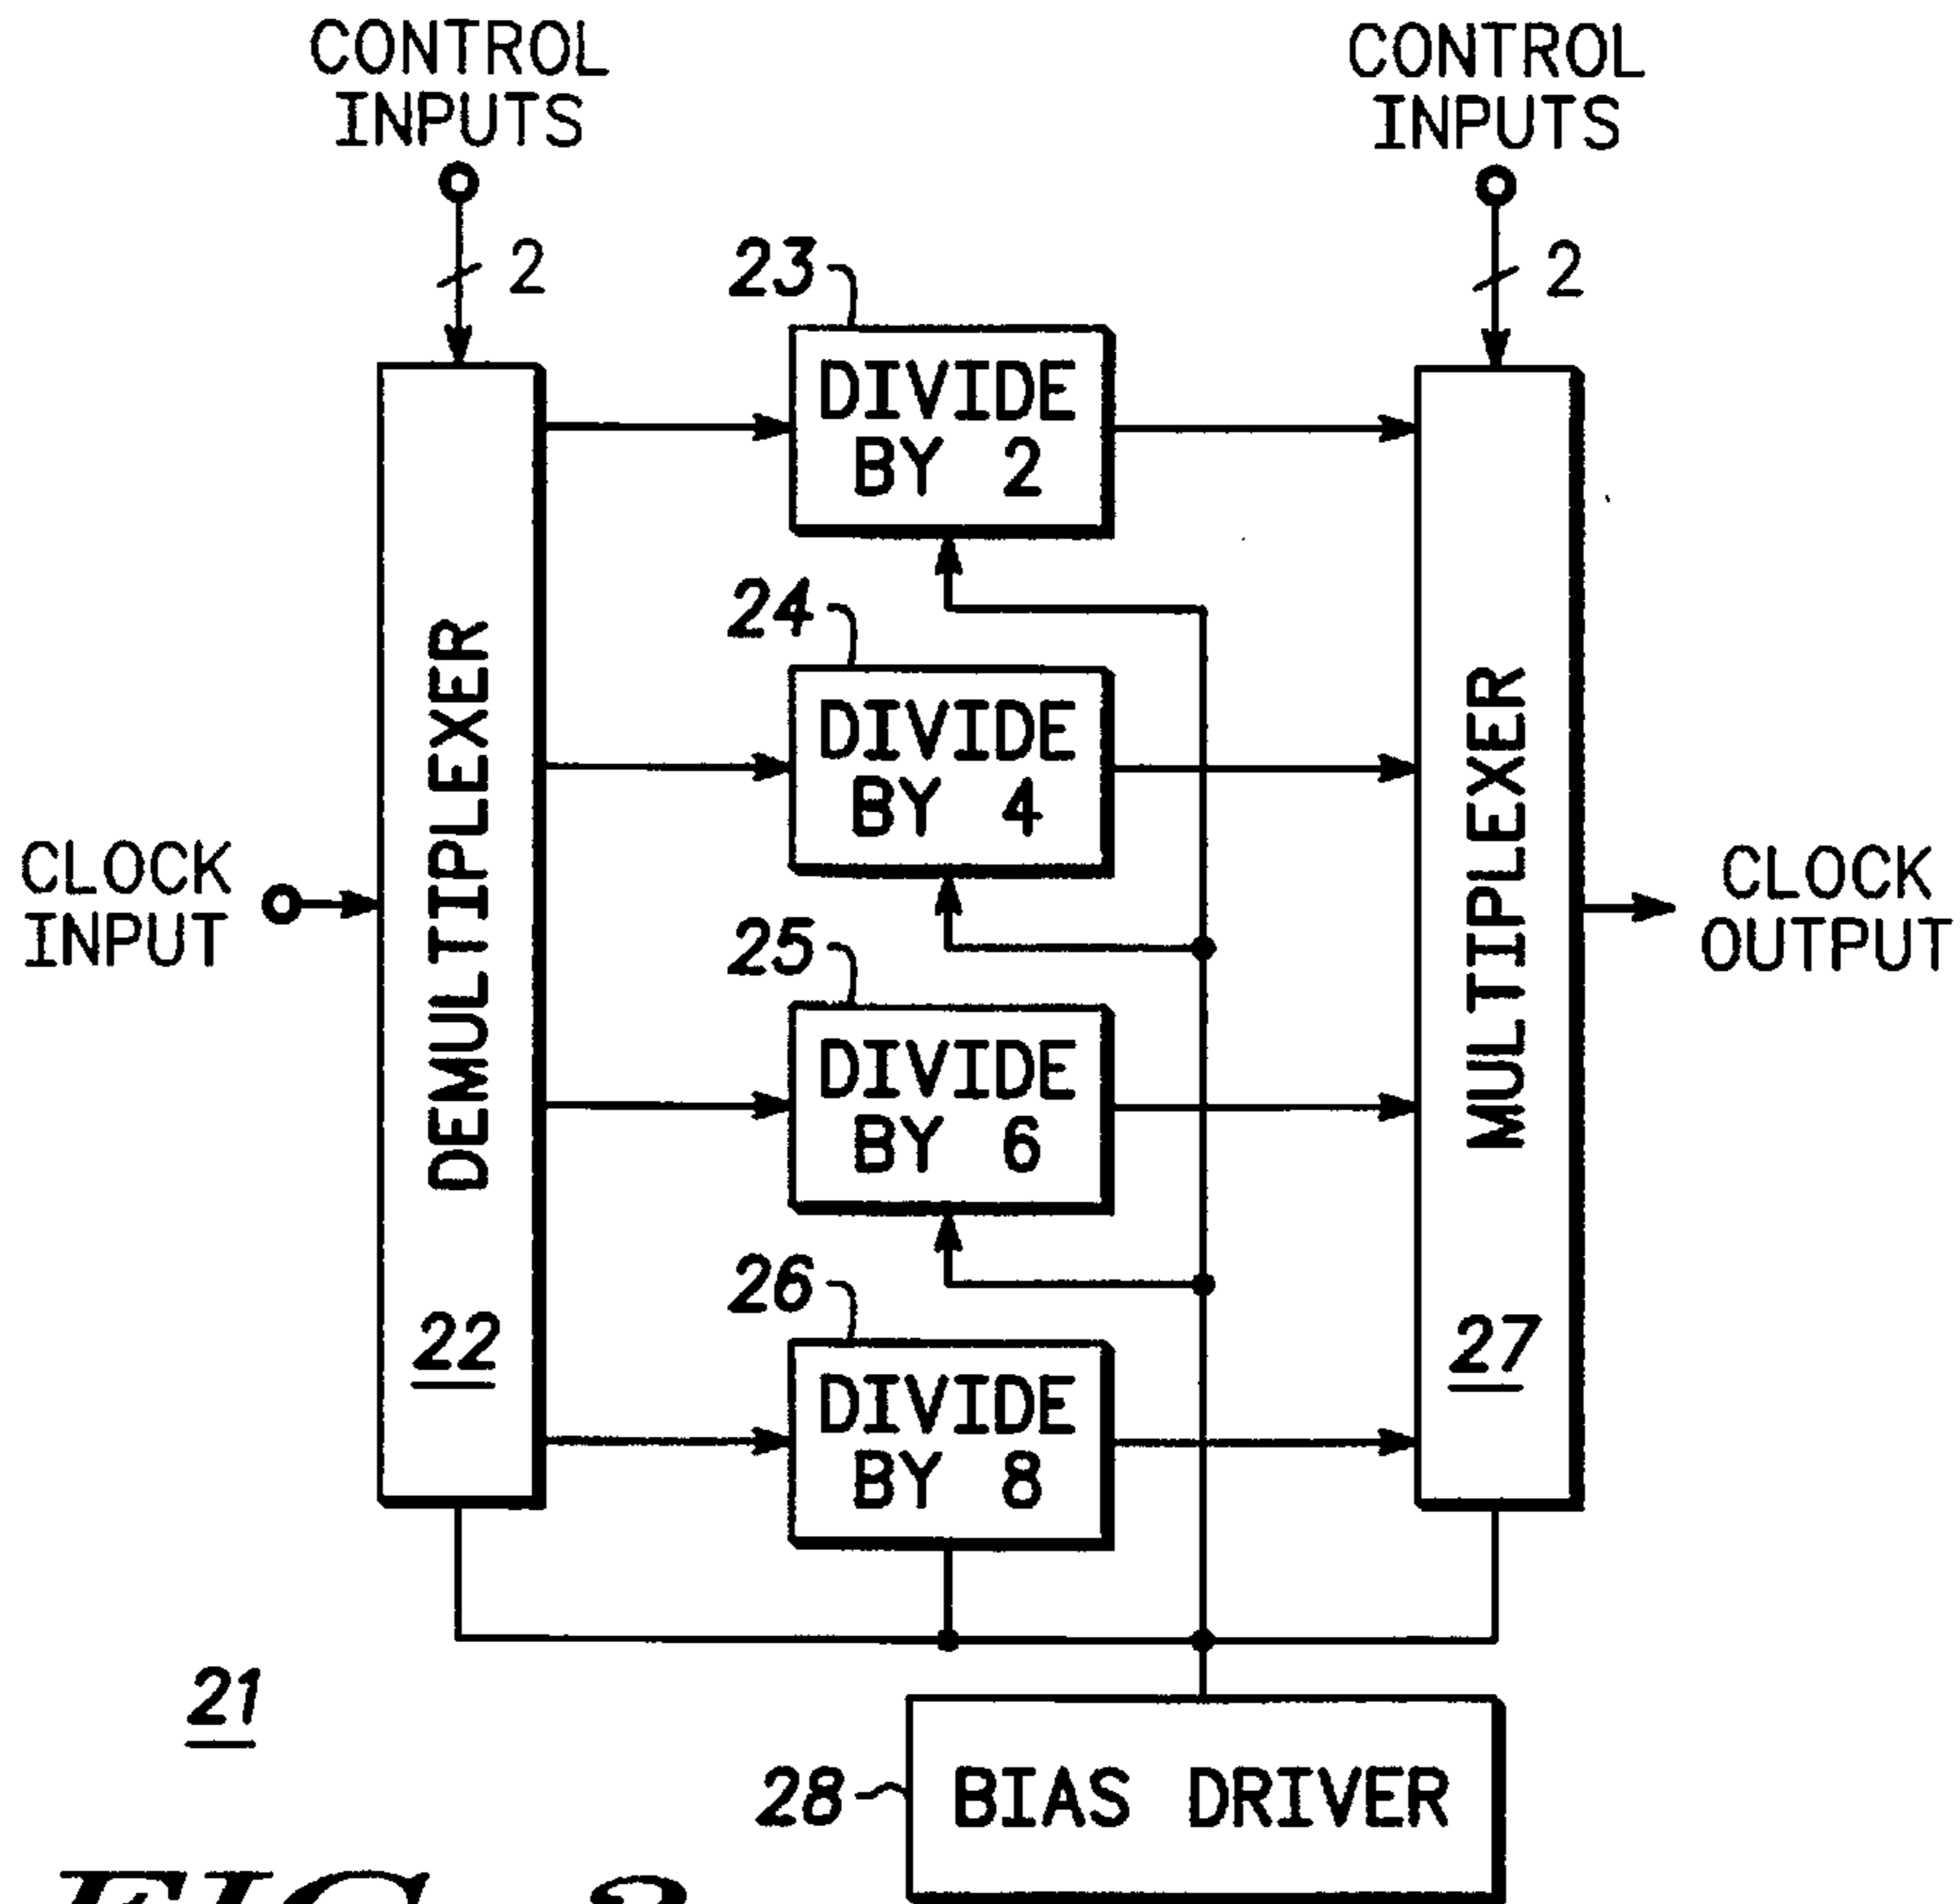 CONTROL
INPUTS
CONTROL
INPUTS
2
2
23
DIVIDE
BY 2
24
DIVIDE
BY 4
DEMULTIPLEXER
MULTIPLEXER
CLOCK
INPUT
CLOCK
OUTPUT
25
DIVIDE
BY 6
26
DIVIDE
BY 8
22
27
21
28
BIAS DRIVER
FIG.